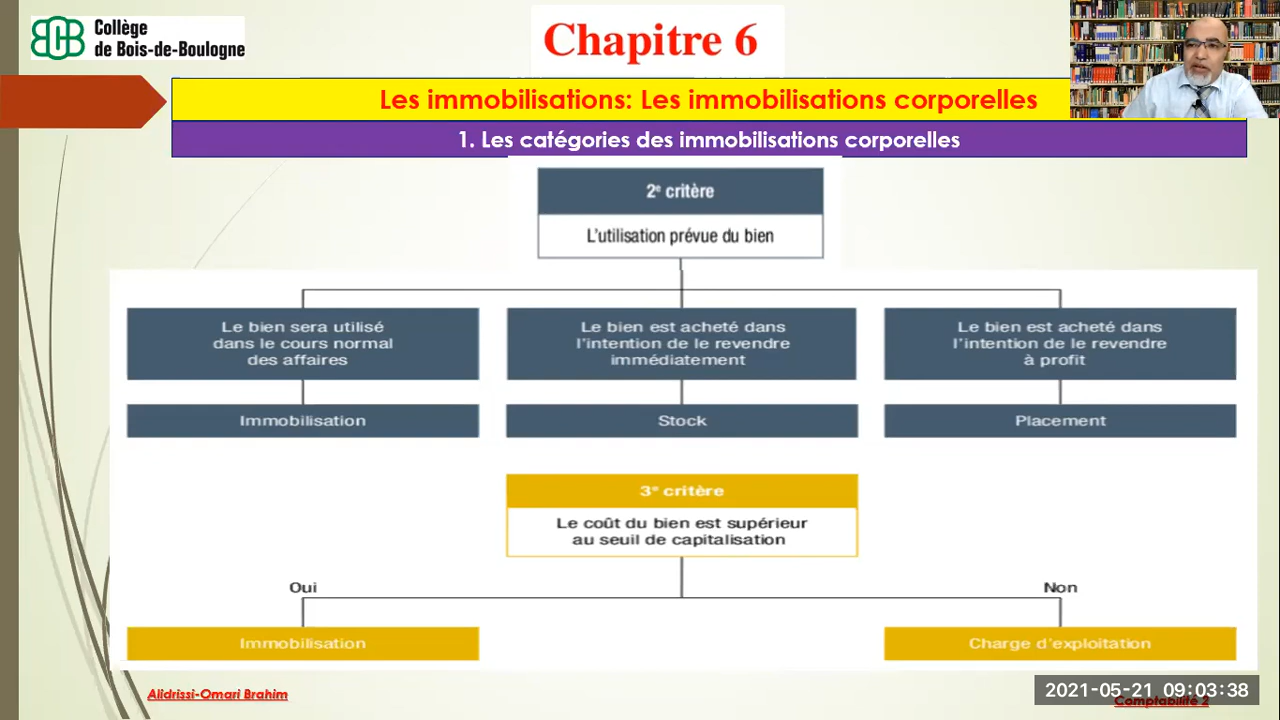 Collège
de Bois-de-Boulogne
Chapitre 6
Les immobilisations: Les immobilisations corporelles
1. Les catégories des immobilisations corporelles
2e critère
L'utilisation prévue du bien
Le bien sera utilisé
dans le cours normal
des affaires
Le bien est acheté dans
l'intention de le revendre
immédiatement
Le bien est acheté dans
l'intention de le revendre
à profit
Immobilisation
Stock
Placement
3e critère
Le coût du bien est supérieur
au seuil de capitalisation
Oui
Non
Immobilisation
Charge d'exploitation
Alidrissi-Omari Brahim
2021-05-21 09:03:38
Comptabilité 2